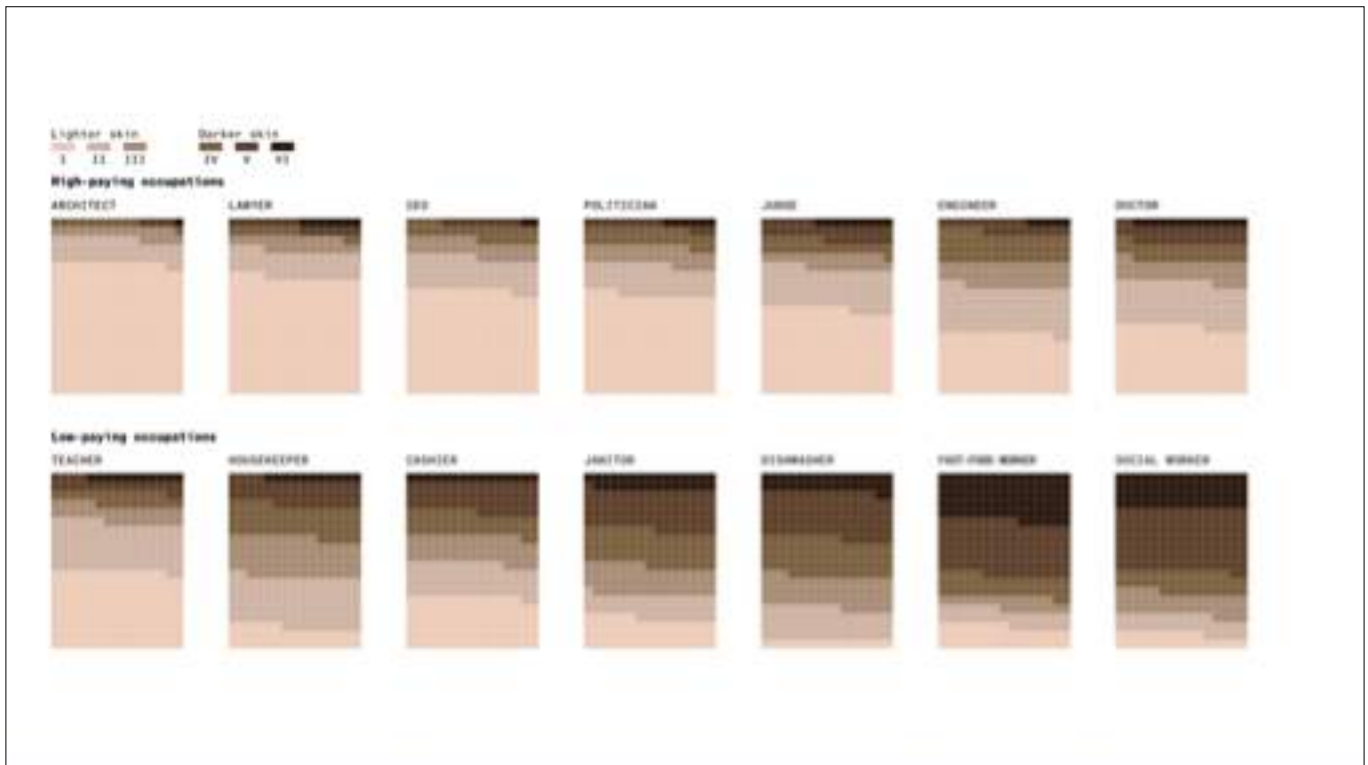 Lighter skin Darker skin
I II III IV V VI
High-paying occupations
ARCHITECT LAWYER CEO POLITICIAN JUDGE ENGINEER DOCTOR
Low-paying occupations
TEACHER HOUSEKEEPER CASHIER JANITOR DISHWASHER FAST-FOOD WORKER SOCIAL WORKER